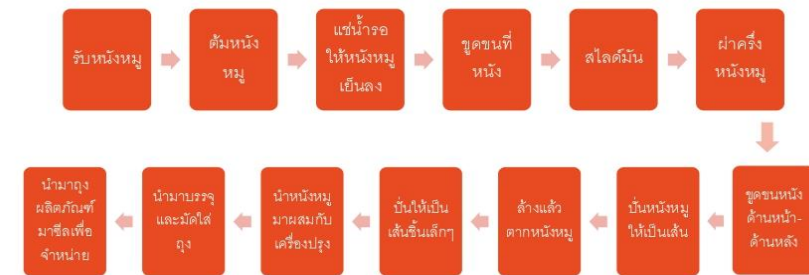 รับหนังหมู
ต้มหนัง
หมู
แช่น้ำรอ
ให้หนังหมู
เย็นลง
ขูดขนที่
หนัง
สไลด์มัน
ผ่าครึ่ง
หนังหมู
ขูดขนหนัง
ด้านหน้า-
ด้านหลัง
ปั่นหนังหมู
ให้เป็นเส้น
ล้างแล้ว
ตากหนังหมู
ปั่นให้เป็น
เส้นชิ้นเล็กๆ
นำหนังหมู
มาผสมกับ
เครื่องปรุง
นำมาบรรจุ
และมัดใส่
ถุง
นำมาถุง
ผลิตภัณฑ์
มาซีลเพื่อ
จำหน่าย